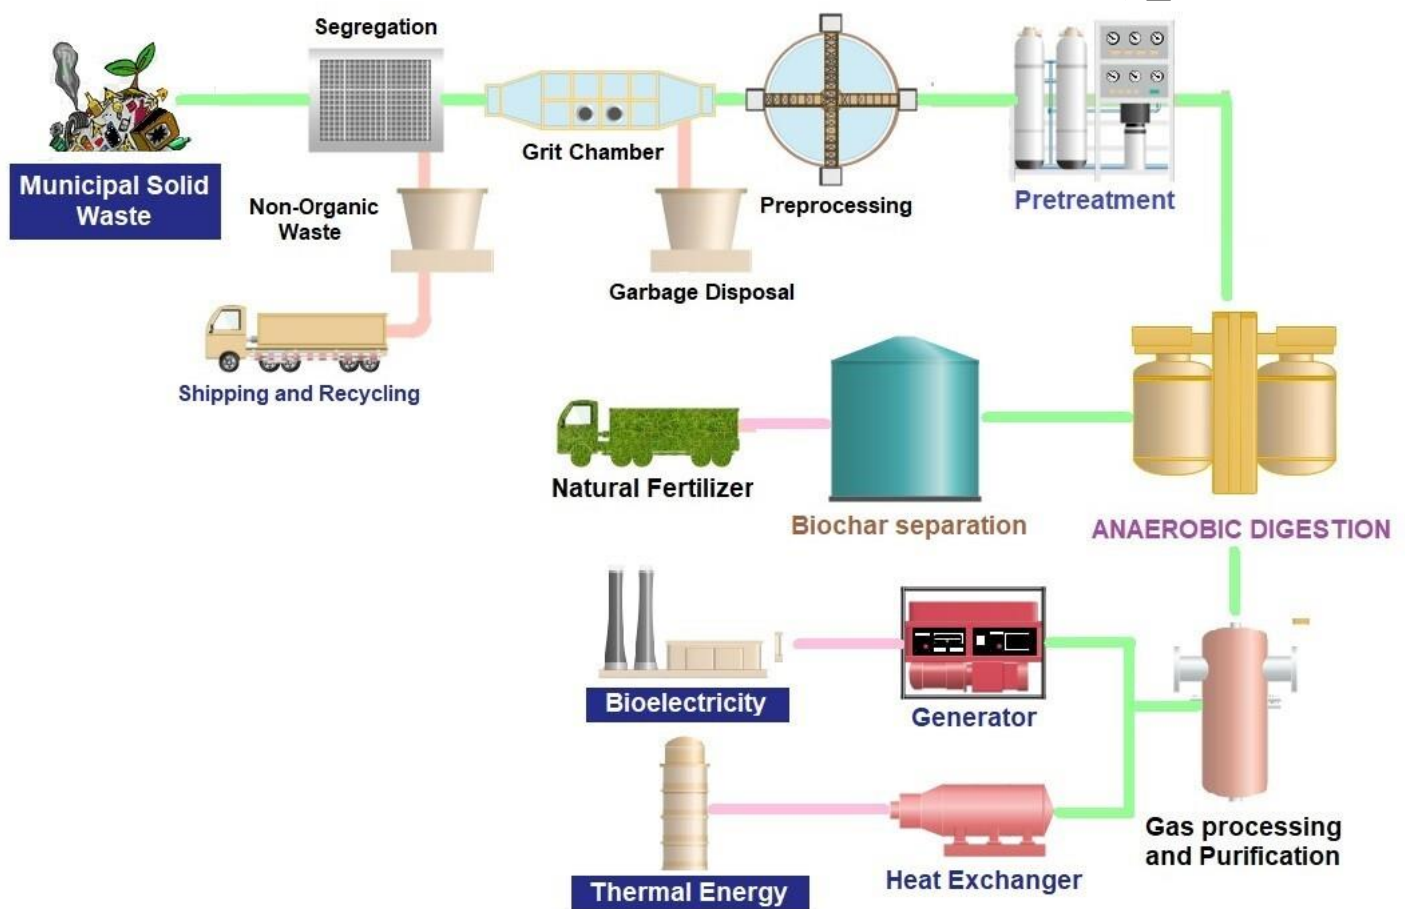 Segregation
Municipal Solid
Waste
Non-Organic
Waste
Grit Chamber
Preprocessing
Pretreatment
Garbage Disposal
Shipping and Recycling
Natural Fertilizer
Biochar separation
ANAEROBIC DIGESTION
Bioelectricity
Generator
Gas processing
and Purification
Thermal Energy
Heat Exchanger